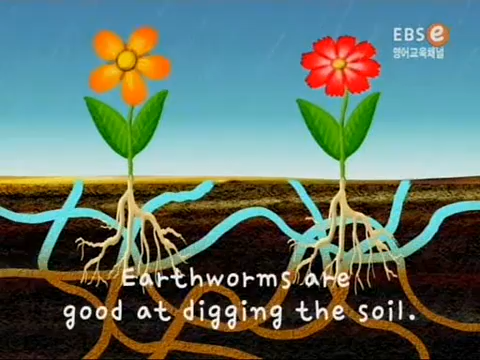 EBS e
영어교육채널
Earthworms are
good at digging the soil.